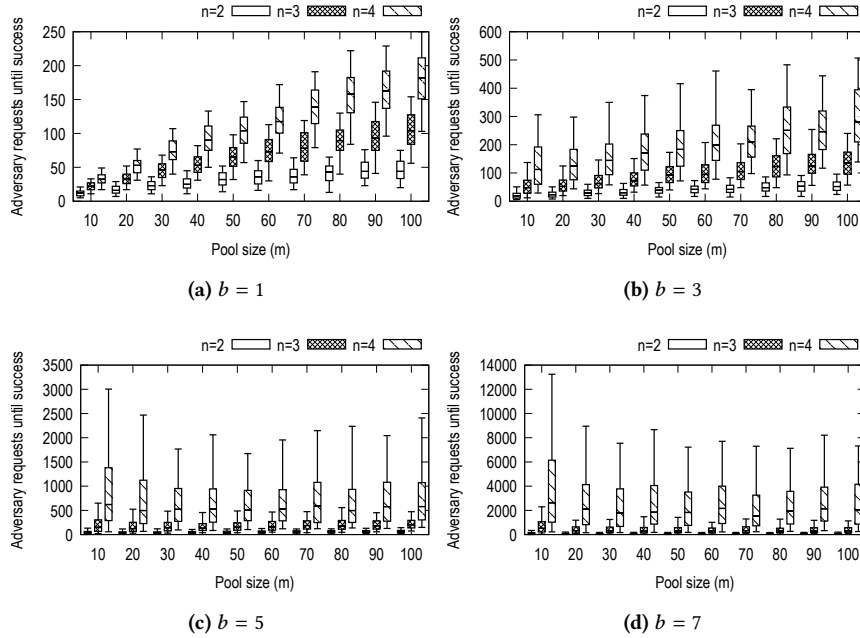 n=2 n=3 n=4
Adversary requests until success
250
200
150
100
50
0
10 20 30 40 50 60 70 80 90 100
Pool size (m)
(a) b = 1
n=2 n=3 n=4
Adversary requests until success
600
500
400
300
200
100
0
10 20 30 40 50 60 70 80 90 100
Pool size (m)
(b) b = 3
n=2 n=3 n=4
Adversary requests until success
3500
3000
2500
2000
1500
1000
500
0
10 20 30 40 50 60 70 80 90 100
Pool size (m)
(c) b = 5
n=2 n=3 n=4
Adversary requests until success
14000
12000
10000
8000
6000
4000
2000
0
10 20 30 40 50 60 70 80 90 100
Pool size (m)
(d) b = 7